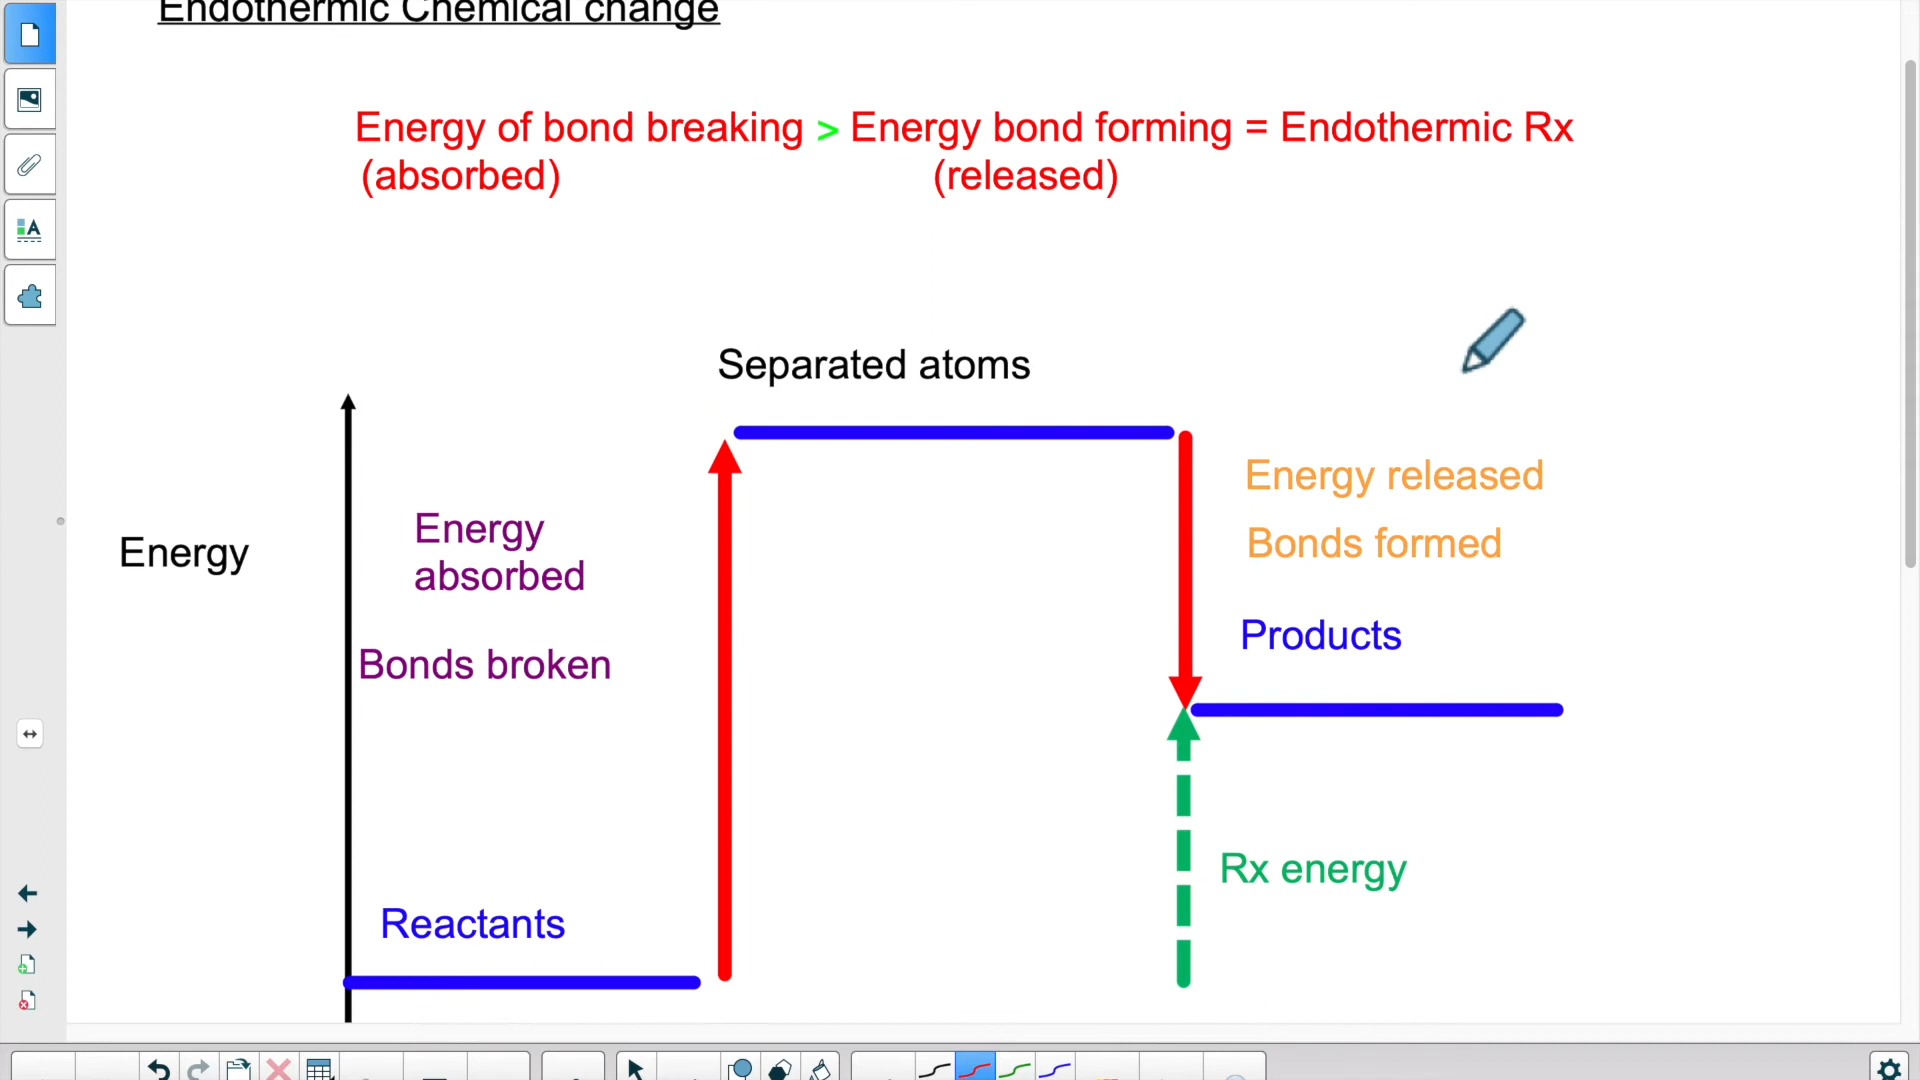 Endothermic Chemical change
Energy of bond breaking > Energy bond forming = Endothermic Rx
(absorbed) (released)
Separated atoms
Energy released
Energy
absorbed
Bonds formed
Energy
Products
Bonds broken
Rx energy
Reactants